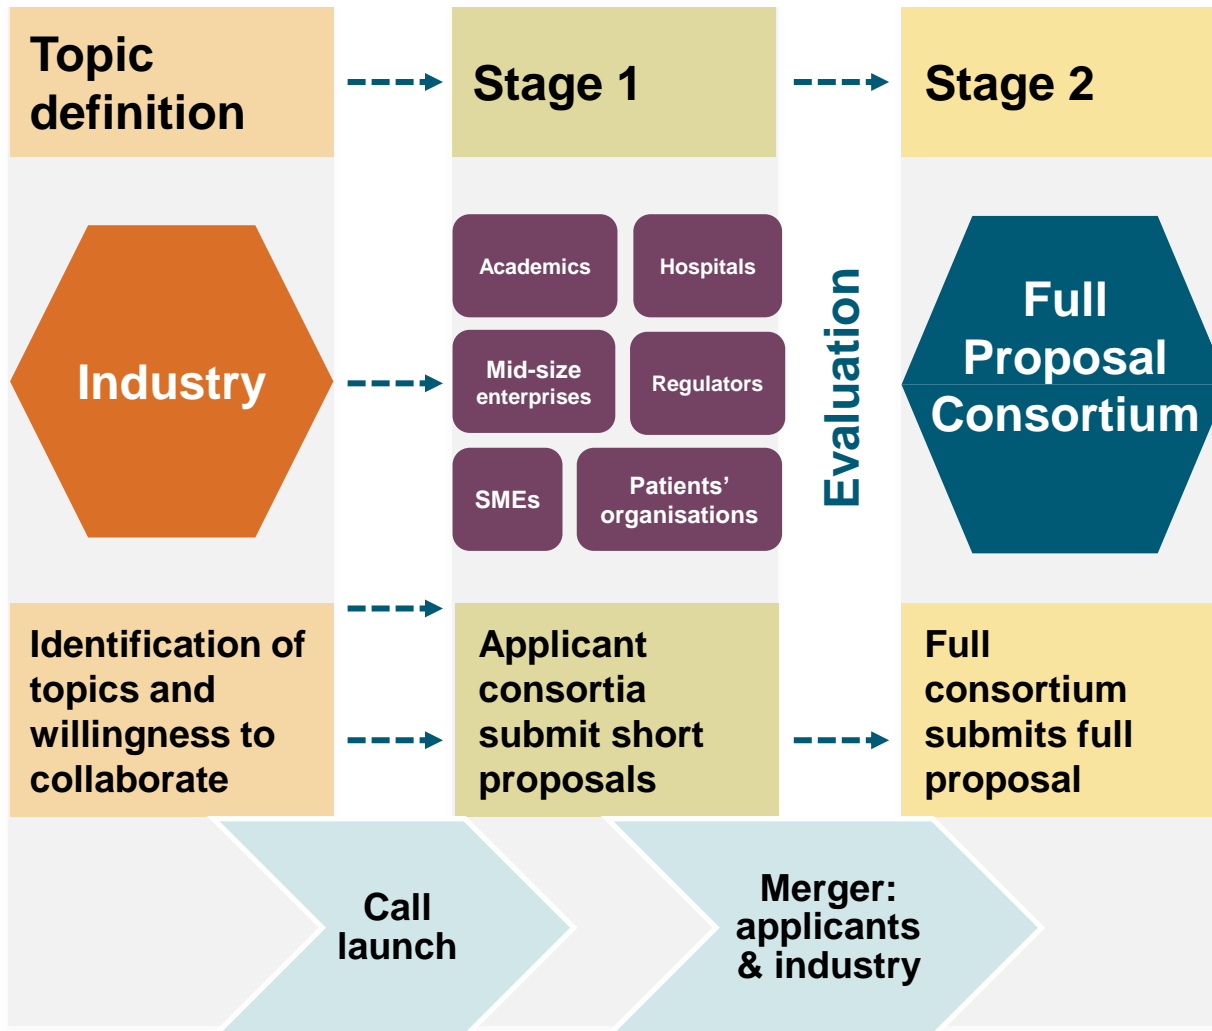 Topic
definition
Stage 1
Stage 2
Industry
Academics
Hospitals
Mid-size
enterprises
Regulators
SMEs
Patients’
organisations
Evaluation
Full
Proposal
Consortium
Identification of
topics and
willingness to
collaborate
Applicant
consortia
submit short
proposals
Full
consortium
submits full
proposal
Call
launch
Merger:
applicants
& industry